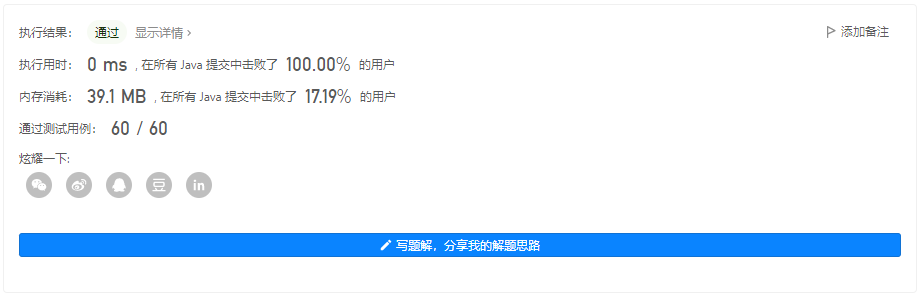 执行结果： 通过 显示详情 › 添加备注
执行用时： 0 ms , 在所有 Java 提交中击败了 100.00% 的用户
内存消耗： 39.1 MB , 在所有 Java 提交中击败了 17.19% 的用户
通过测试用例： 60 / 60
炫耀一下:
豆 in
写题解，分享我的解题思路